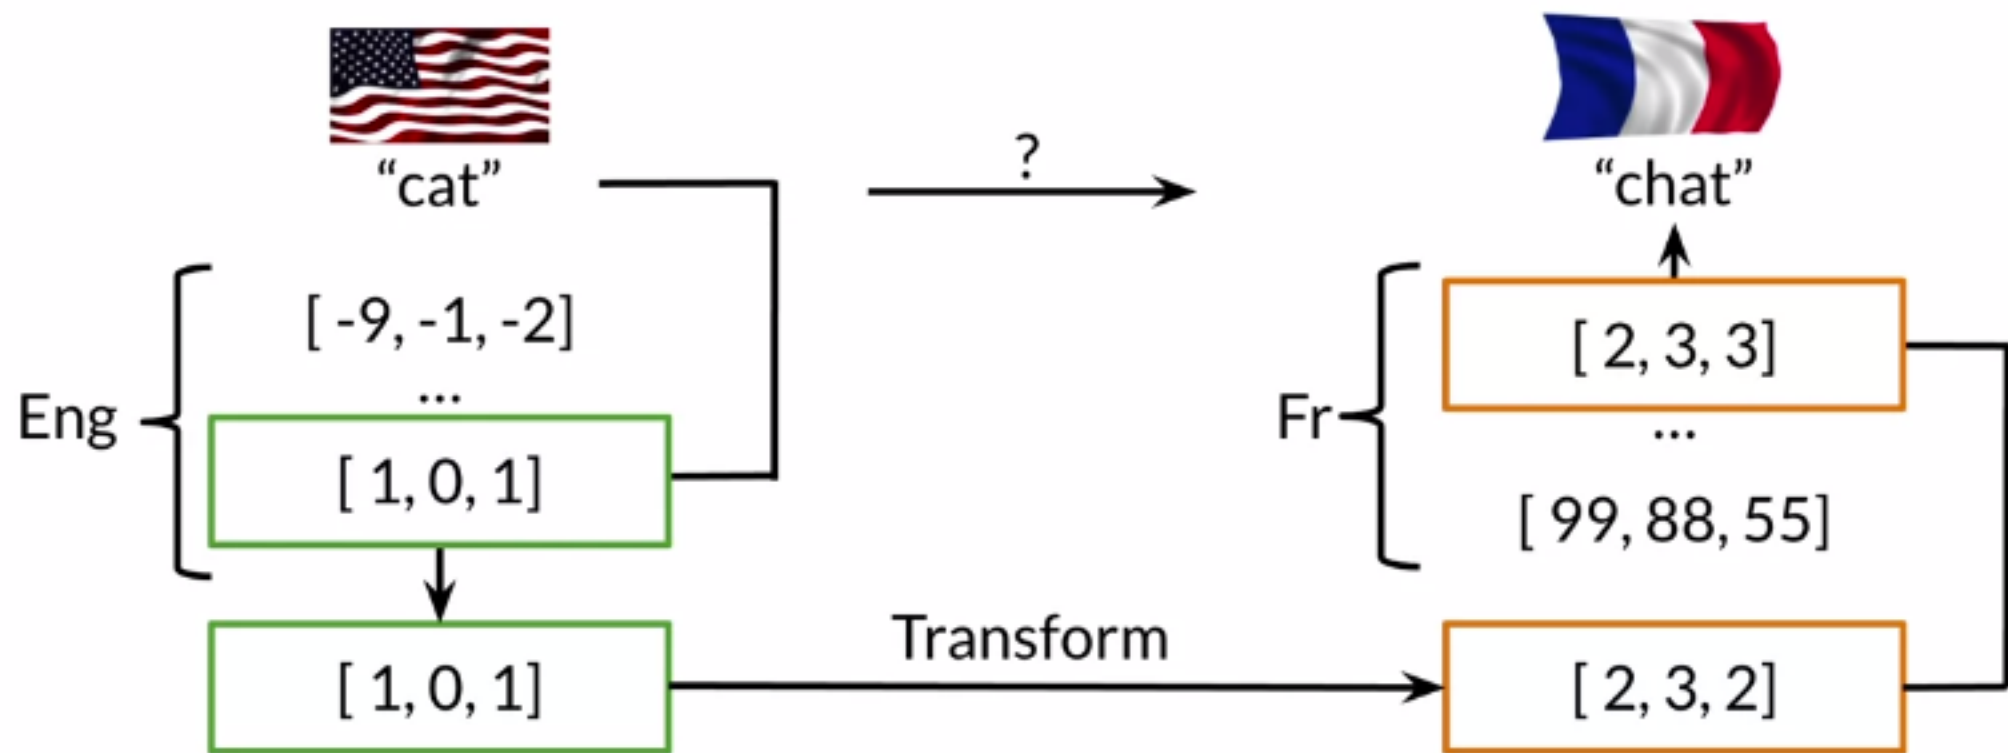 “cat”
?
“chat”
Eng
[ -9, -1, -2]
...
[ 1, 0, 1]
[ 1, 0, 1]
Transform
Fr
[ 2, 3, 3]
...
[ 99, 88, 55]
[ 2, 3, 2]